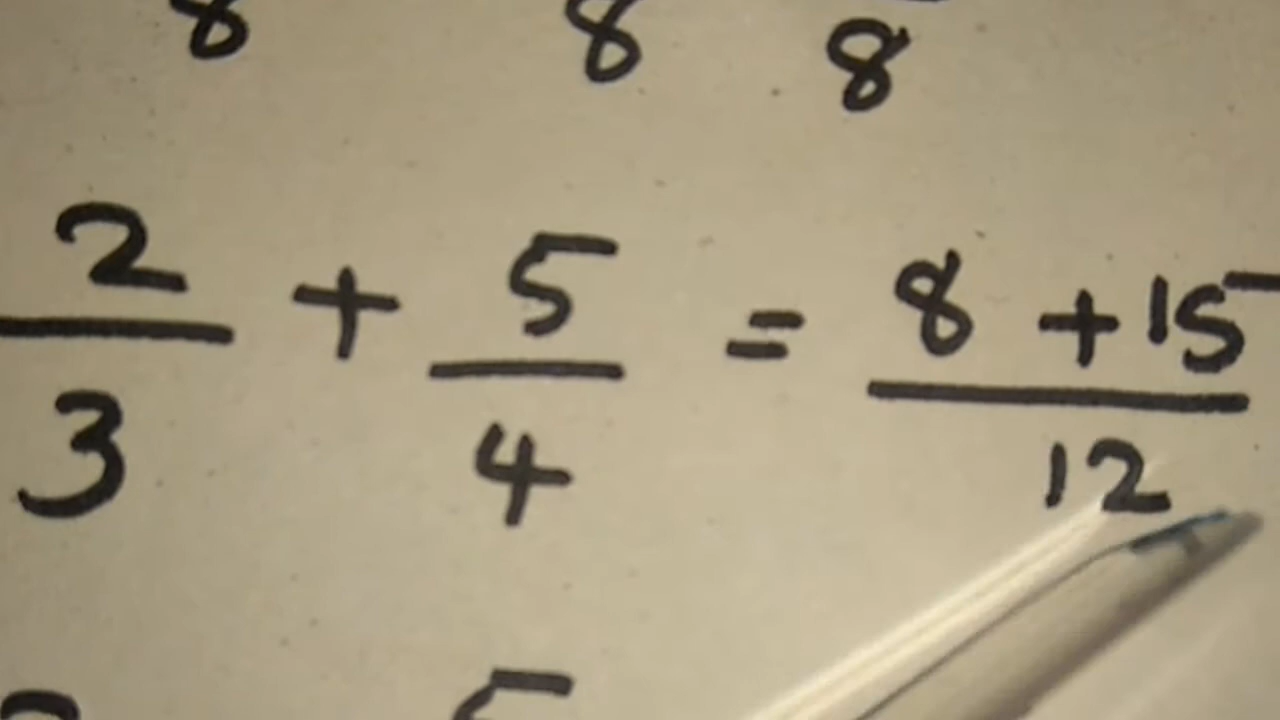 8 8 8
2/3 + 5/4 = (8 + 15)/12